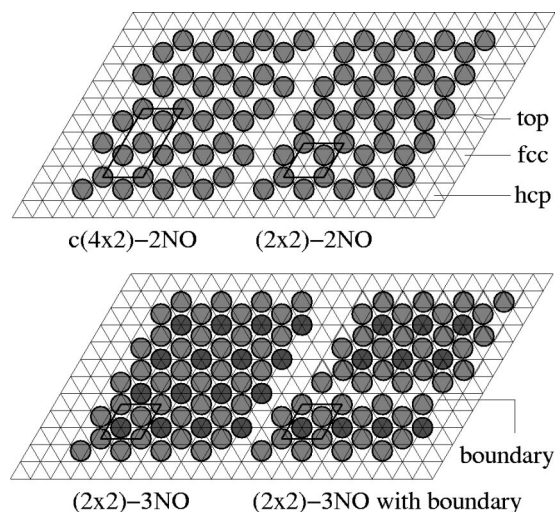 top
fcc
hcp
c(4x2)−2NO (2x2)−2NO
boundary
(2x2)−3NO (2x2)−3NO with boundary